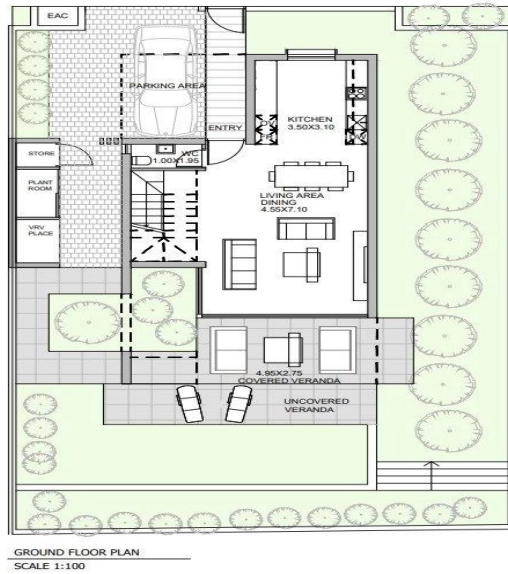 EAC
PARKING AREA
KITCHEN
3.50X3.10
ENTRY
STORE
WC
1.00X1.95
PLANT
ROOM
LIVING AREA
DINING
4.55X7.10
VRV
PLACE
4.95X2.75
COVERED VERANDA
UNCOVERED
VERANDA
GROUND FLOOR PLAN
SCALE 1:100